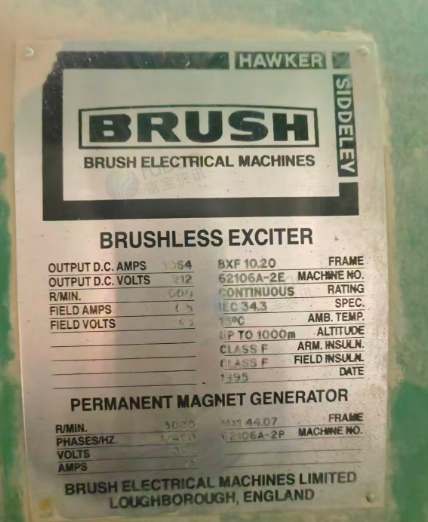 HAWKER
SIDDELEY
BRUSH
BRUSH ELECTRICAL MACHINES
BRUSHLESS EXCITER
OUTPUT D.C. AMPS BXF 10.20 FRAME
OUTPUT D.C. VOLTS 62106A-2E MACHINE NO.
R/MIN. CONTINUOUS RATING
FIELD AMPS IEC 34.3 SPEC.
FIELD VOLTS AMB. TEMP.
UP TO 1000m ALTITUDE
CLASS F ARM. INSULN.
CLASS F FIELD INSULN.
1995 DATE
PERMANENT MAGNET GENERATOR
R/MIN. 3000 44.07 FRAME
PHASES/HZ. 62106A-2P MACHINE NO.
VOLTS
AMPS
BRUSH ELECTRICAL MACHINES LIMITED
LOUGHBOROUGH, ENGLAND